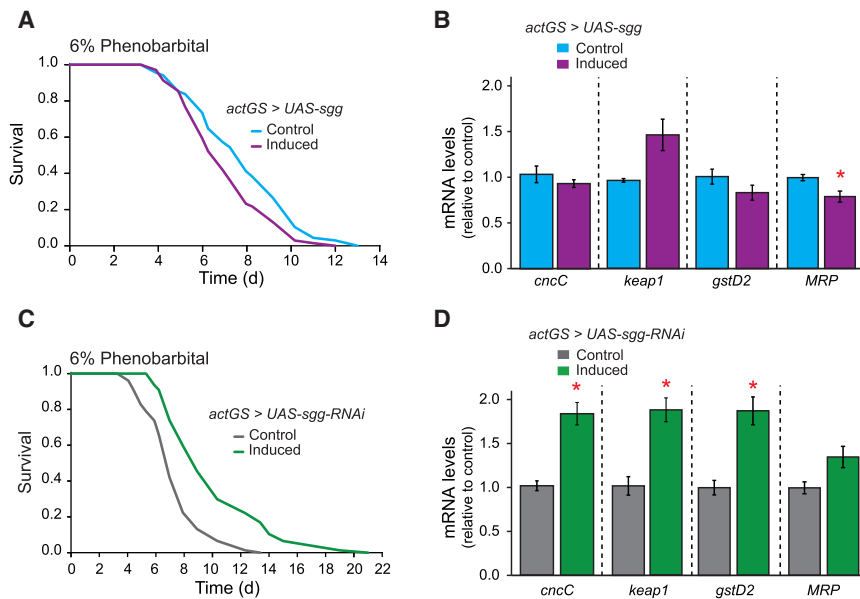 A
6% Phenobarbital
actGS > UAS-sgg
Control
Induced
Survival
1.0
0.8
0.6
0.4
0.2
0.0
0 2 4 6 8 10 12 14
Time (d)
B
actGS > UAS-sgg
Control
Induced
mRNA levels
(relative to control)
2.0
1.5
1.0
0.5
0.0
*
cncC keap1 gstD2 MRP
C
6% Phenobarbital
actGS > UAS-sgg-RNAi
Control
Induced
Survival
1.0
0.8
0.6
0.4
0.2
0.0
0 2 4 6 8 10 12 14 16 18 20 22
Time (d)
D
actGS > UAS-sgg-RNAi
Control
Induced
mRNA levels
(relative to control)
2.0
1.5
1.0
0.5
0.0
* * *
cncC keap1 gstD2 MRP